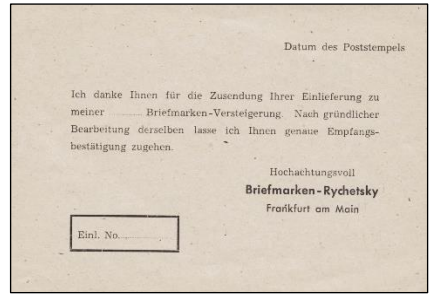 Datum des Poststempels
Ich danke Ihnen für die Zusendung Ihrer Einlieferung zu
meiner ........ Briefmarken-Versteigerung. Nach gründlicher
Bearbeitung derselben lasse ich Ihnen genaue Empfangs-
bestätigung zugehen.
Hochachtungsvoll
Briefmarken-Rychetsky
Frankfurt am Main
Einl. No. ........